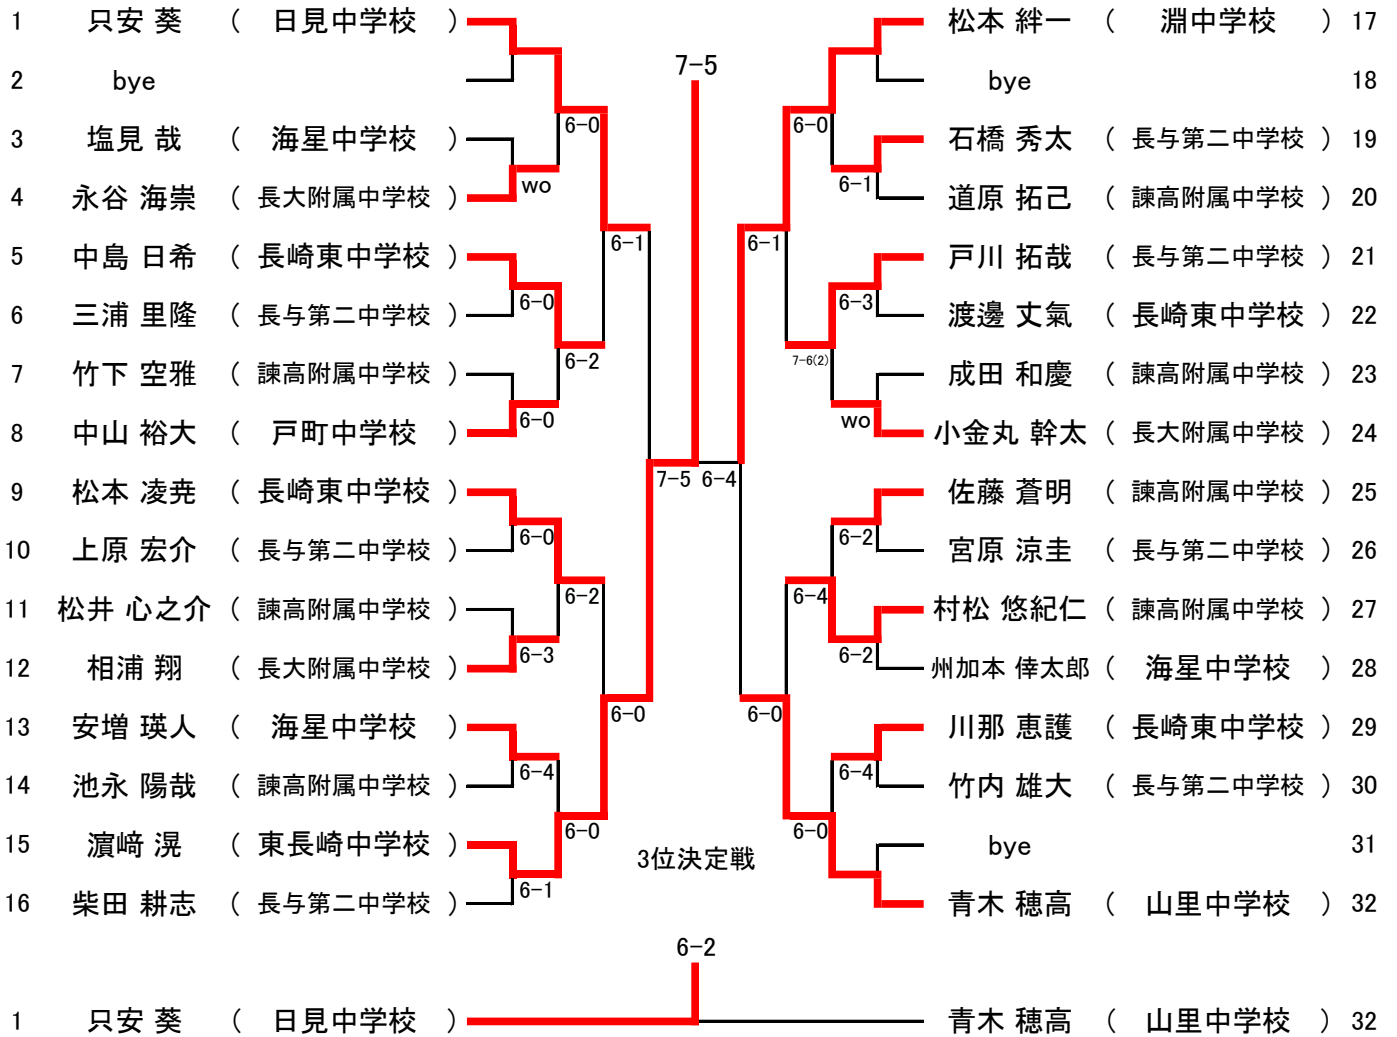 1 只安 葵 ( 日見中学校 ) 松本 絆一 ( 淵中学校 ) 17
7-5
2 bye bye 18
6-0 6-0
3 塩見 哉 ( 海星中学校 ) 石橋 秀太 ( 長与第二中学校 ) 19
wo 6-1
4 永谷 海崇 ( 長大附属中学校 ) 道原 拓己 ( 諫高附属中学校 ) 20
6-1 6-1
5 中島 日希 ( 長崎東中学校 ) 戸川 拓哉 ( 長与第二中学校 ) 21
6-0 6-3
6 三浦 里隆 ( 長与第二中学校 ) 渡邊 丈氣 ( 長崎東中学校 ) 22
6-2 7-6(2)
7 竹下 空雅 ( 諫高附属中学校 ) 成田 和慶 ( 諫高附属中学校 ) 23
6-0 wo
8 中山 裕大 ( 戸町中学校 ) 小金丸 幹太 ( 長大附属中学校 ) 24
7-5 6-4
9 松本 凌尭 ( 長崎東中学校 ) 佐藤 蒼明 ( 諫高附属中学校 ) 25
6-0 6-2
10 上原 宏介 ( 長与第二中学校 ) 宮原 涼圭 ( 長与第二中学校 ) 26
6-2 6-4
11 松井 心之介 ( 諫高附属中学校 ) 村松 悠紀仁 ( 諫高附属中学校 ) 27
6-3 6-2
12 相浦 翔 ( 長大附属中学校 ) 州加本 倖太郎 ( 海星中学校 ) 28
6-0 6-0
13 安増 瑛人 ( 海星中学校 ) 川那 恵護 ( 長崎東中学校 ) 29
6-4 6-4
14 池永 陽哉 ( 諫高附属中学校 ) 竹内 雄大 ( 長与第二中学校 ) 30
6-0 6-0
15 濵﨑 滉 ( 東長崎中学校 ) 3位決定戦 bye 31
6-1
16 柴田 耕志 ( 長与第二中学校 ) 青木 穂高 ( 山里中学校 ) 32
6-2
1 只安 葵 ( 日見中学校 ) 青木 穂高 ( 山里中学校 ) 32